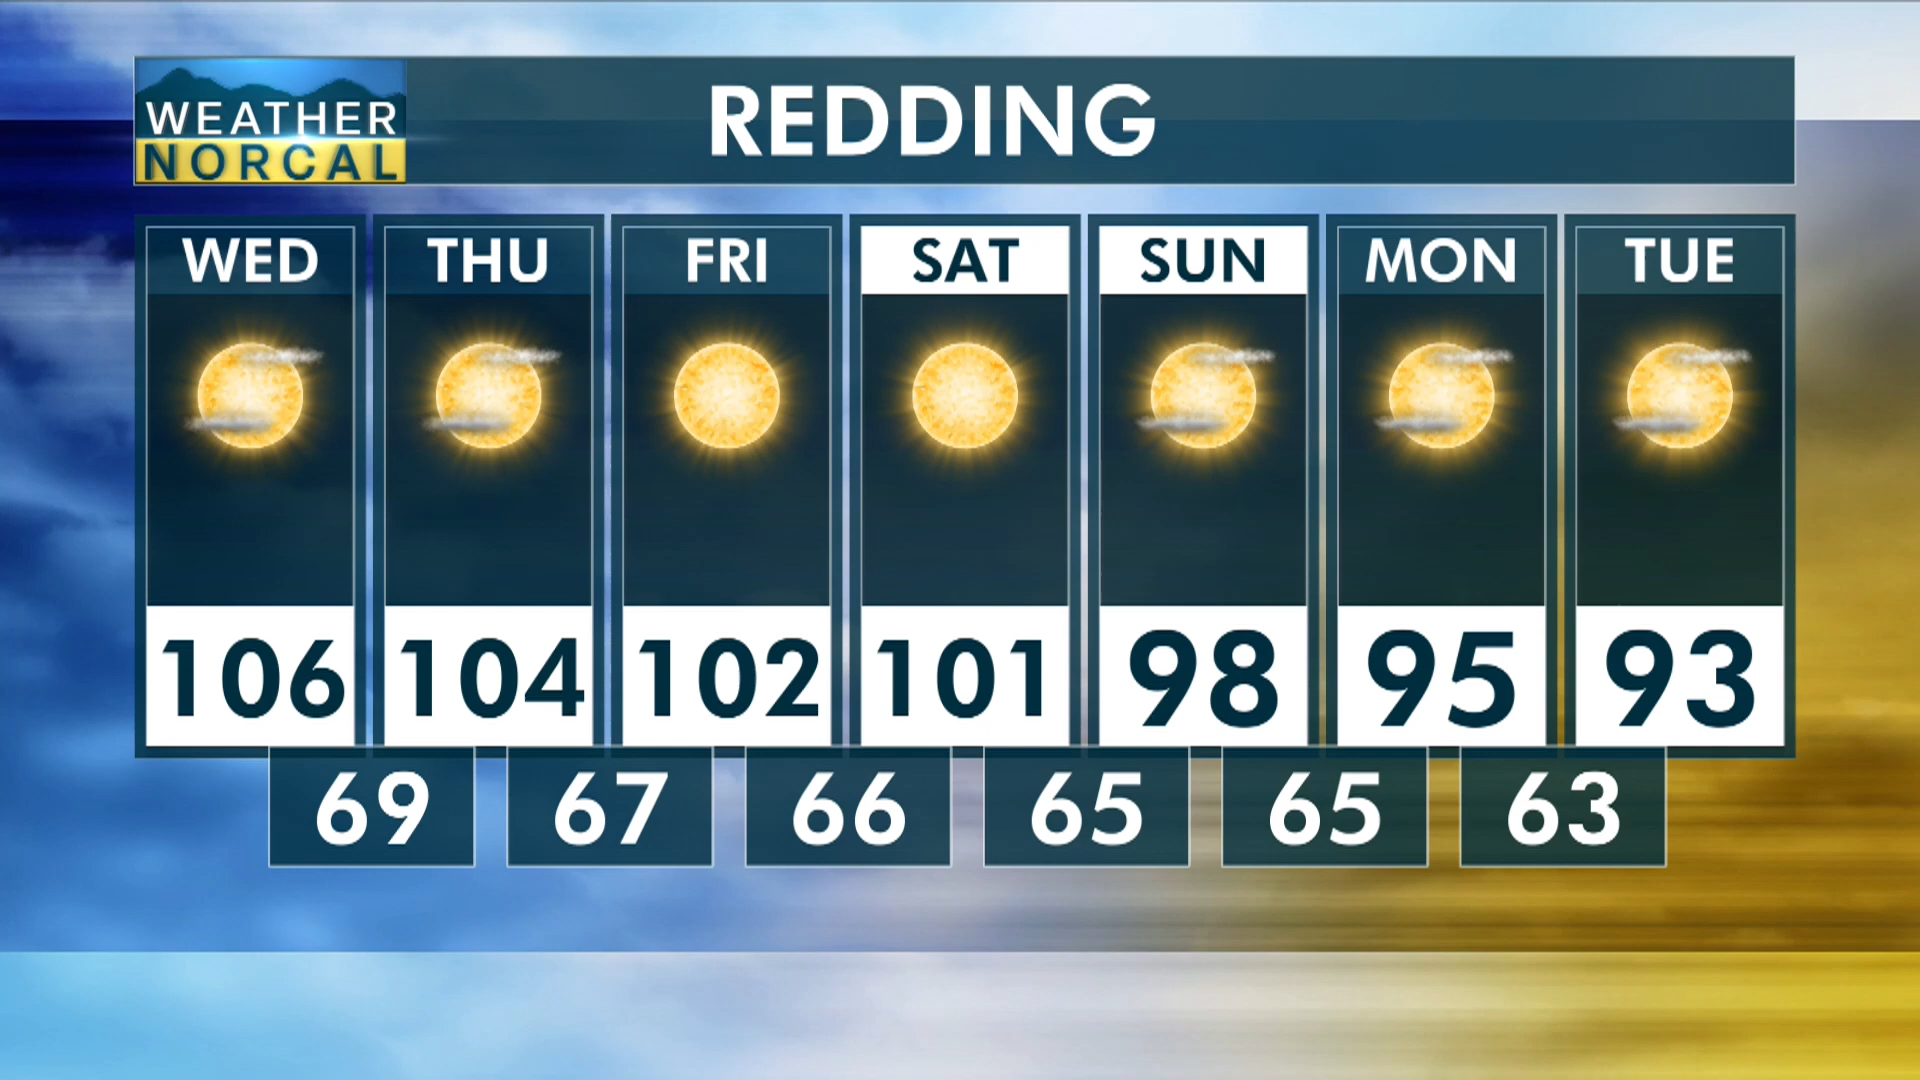 WEATHER
NORCAL
REDDING
WED THU FRI SAT SUN MON TUE
106 104 102 101 98 95 93
69 67 66 65 65 63